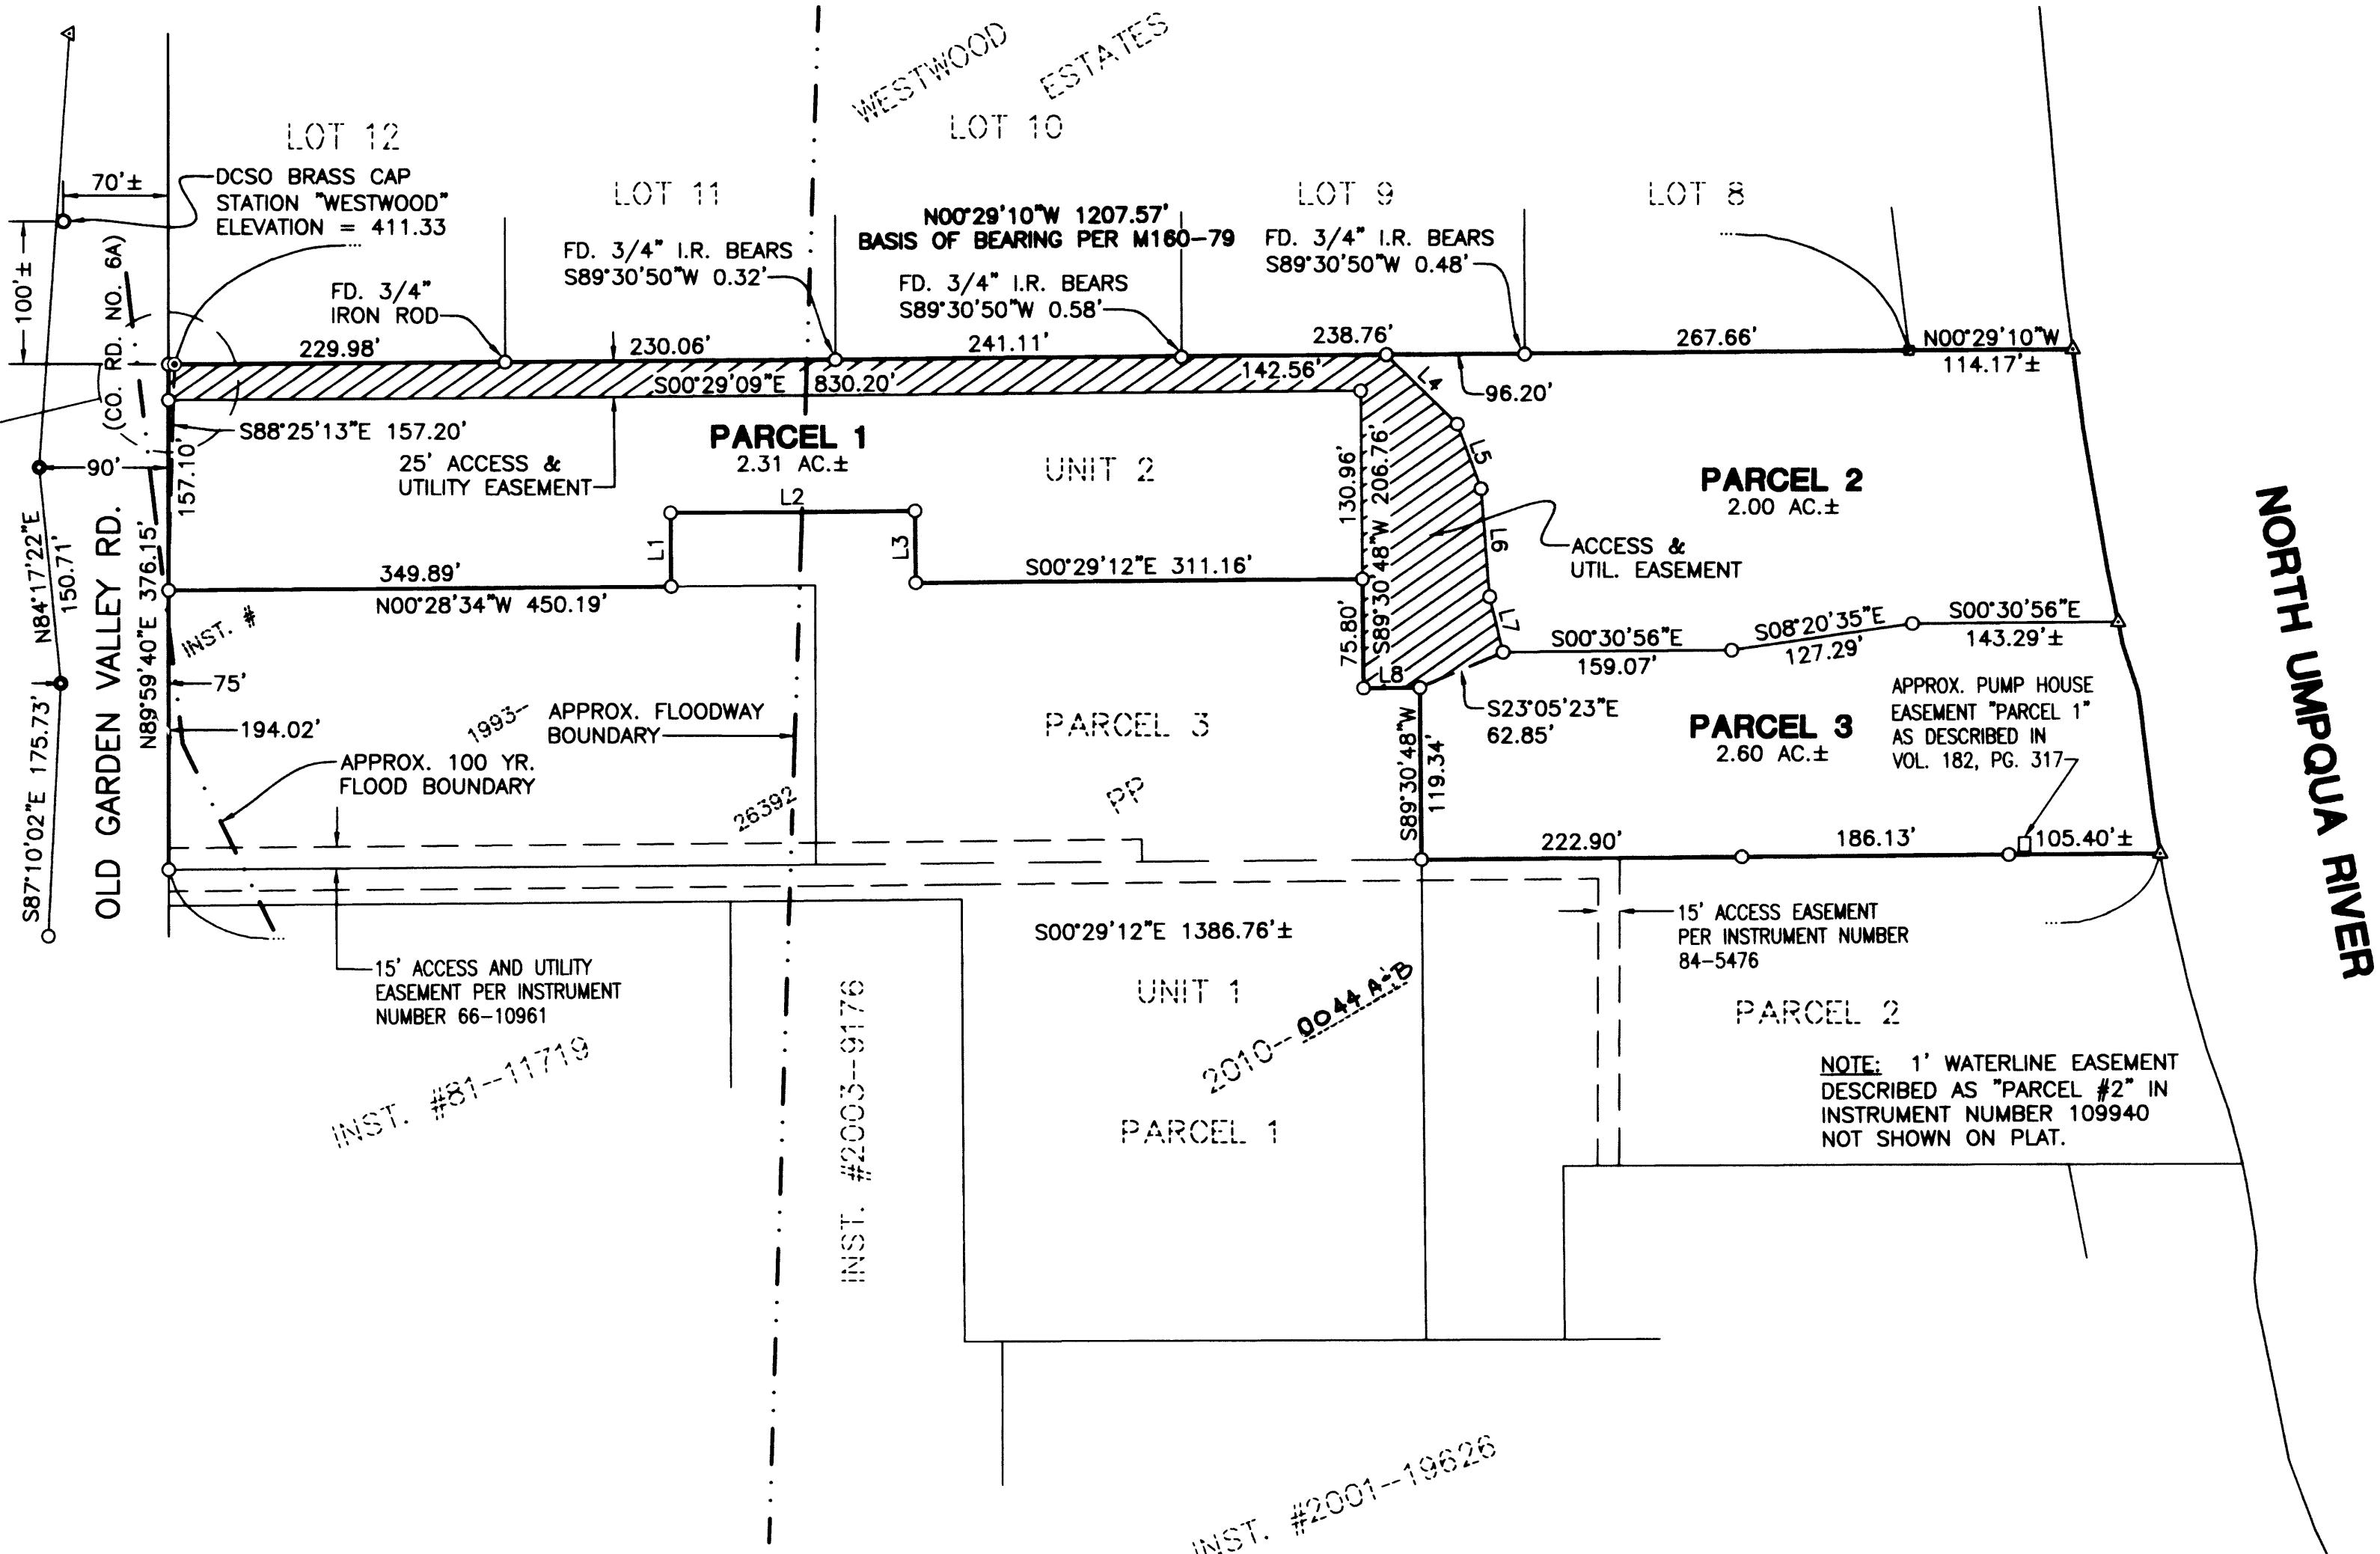 WESTWOOD
ESTATES
LOT 12
LOT 10
LOT 11
LOT 9
LOT 8
70'±
DCSO BRASS CAP
STATION "WESTWOOD"
ELEVATION = 411.33
100'±
(CO. RD. NO. 6A)
FD. 3/4"
IRON ROD
FD. 3/4" I.R. BEARS
S89°30'50"W 0.32'
N00°29'10"W 1207.57'
BASIS OF BEARING PER M160-79
FD. 3/4" I.R. BEARS
S89°30'50"W 0.58'
FD. 3/4" I.R. BEARS
S89°30'50"W 0.48'
229.98'
230.06'
241.11'
238.76'
267.66'
N00°29'10"W
114.17'±
S00°29'09"E 830.20'
142.56'
96.20'
L4
S88°25'13"E 157.20'
157.10'
90'
25' ACCESS &
UTILITY EASEMENT
PARCEL 1
2.31 AC.±
UNIT 2
130.96'
S89°30'48"W 206.76'
L5
L6
L7
PARCEL 2
2.00 AC.±
ACCESS &
UTIL. EASEMENT
NORTH UMPQUA RIVER
L1
L2
L3
N84°17'22"E
150.71'
OLD GARDEN VALLEY RD.
N89°59'40"E 376.15'
349.89'
N00°28'34"W 450.19'
S00°29'12"E 311.16'
75.80'
L8
S00°30'56"E
159.07'
S08°20'35"E
127.29'
S00°30'56"E
143.29'±
INST. #
1993-
26392
75'
194.02'
S87°10'02"E 175.73'
APPROX. FLOODWAY
BOUNDARY
APPROX. 100 YR.
FLOOD BOUNDARY
PARCEL 3
PP
S23°05'23"E
62.85'
S89°30'48"W
119.34'
PARCEL 3
2.60 AC.±
APPROX. PUMP HOUSE
EASEMENT "PARCEL 1"
AS DESCRIBED IN
VOL. 182, PG. 317
222.90'
186.13'
105.40'±
15' ACCESS AND UTILITY
EASEMENT PER INSTRUMENT
NUMBER 66-10961
S00°29'12"E 1386.76'±
15' ACCESS EASEMENT
PER INSTRUMENT NUMBER
84-5476
UNIT 1
2010-0044 A-B
PARCEL 1
PARCEL 2
INST. #81-11719
INST. #2003-9176
NOTE: 1' WATERLINE EASEMENT
DESCRIBED AS "PARCEL #2" IN
INSTRUMENT NUMBER 109940
NOT SHOWN ON PLAT.
INST. #2001-19626